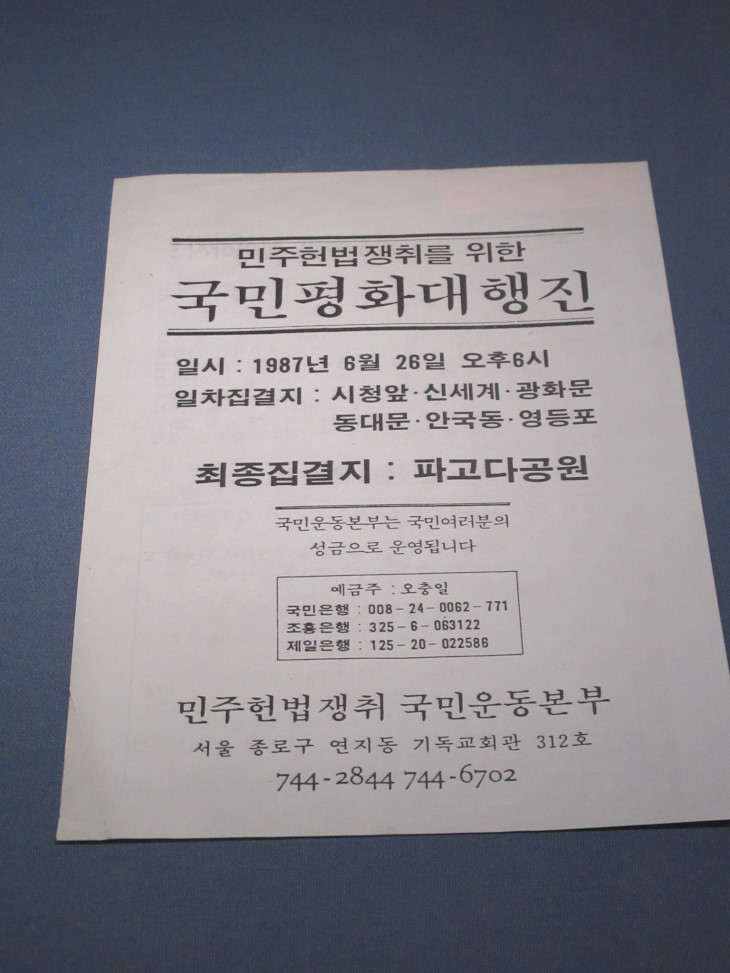 민주헌법쟁취를 위한
국민평화대행진
일시 : 1987년 6월 26일 오후6시
일차집결지 : 시청앞·신세계·광화문
동대문·안국동·영등포
최종집결지 : 파고다공원
국민운동본부는 국민여러분의
성금으로 운영됩니다
예금주 : 오충일
국민은행 : 008-24-0062-771
조흥은행 : 325-6-063122
제일은행 : 125-20-022586
민주헌법쟁취 국민운동본부
서울 종로구 연지동 기독교회관 312호
744-2844 744-6702